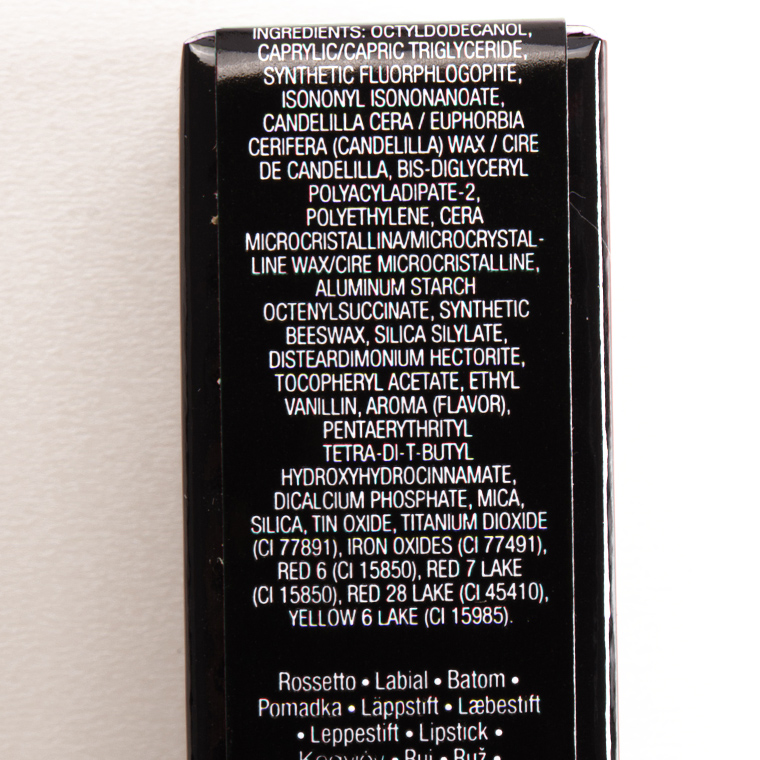 INGREDIENTS: OCTYLDODECANOL,
CAPRYLIC/CAPRIC TRIGLYCERIDE,
SYNTHETIC FLUORPHLOGOPITE,
ISONONYL ISONONANOATE,
CANDELILLA CERA / EUPHORBIA
CERIFERA (CANDELILLA) WAX / CIRE
DE CANDELILLA, BIS-DIGLYCERYL
POLYACYLADIPATE-2,
POLYETHYLENE, CERA
MICROCRISTALLINA/MICROCRYSTAL-
LINE WAX/CIRE MICROCRISTALLINE,
ALUMINUM STARCH
OCTENYLSUCCINATE, SYNTHETIC
BEESWAX, SILICA SILYLATE,
DISTEARDIMONIUM HECTORITE,
TOCOPHERYL ACETATE, ETHYL
VANILLIN, AROMA (FLAVOR),
PENTAERYTHRITYL
TETRA-DI-T-BUTYL
HYDROXYHYDROCINNAMATE,
DICALCIUM PHOSPHATE, MICA,
SILICA, TIN OXIDE, TITANIUM DIOXIDE
(CI 77891), IRON OXIDES (CI 77491),
RED 6 (CI 15850), RED 7 LAKE
(CI 15850), RED 28 LAKE (CI 45410),
YELLOW 6 LAKE (CI 15985).
Rossetto • Labial • Batom •
Pomadka • Läppstift • Læbestift
• Leppestift • Lipstick •
• Ruj • Ruž •